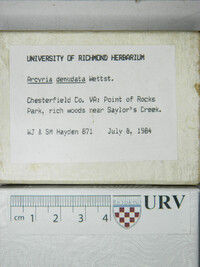 UNIVERSITY OF RICHMOND HERBARIUM
Arcyria denudata Wettst.
Chesterfield Co. VA: Point of Rocks
Park, rich woods near Saylor's Creek.
WJ & SM Hayden 871 July 8, 1984
URV
cm 1 2 3 4